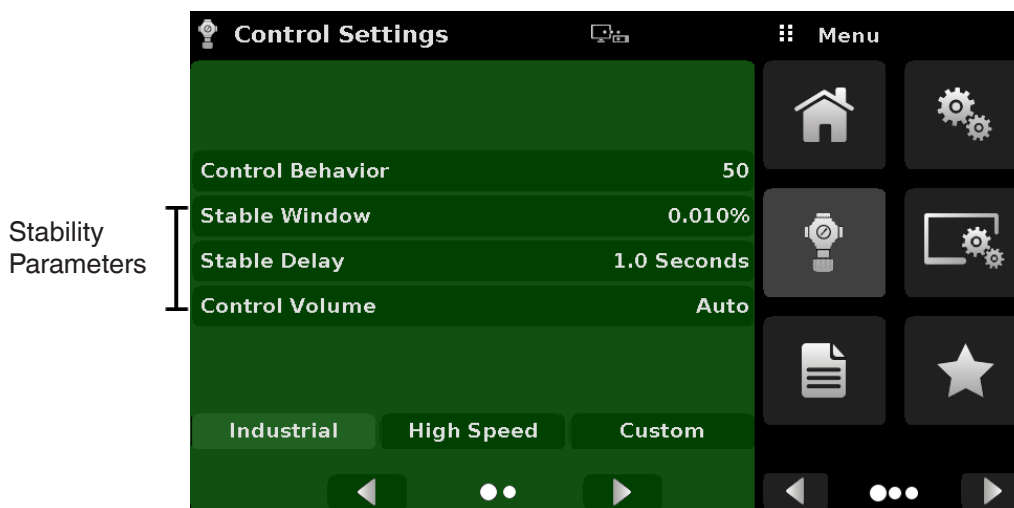 Control Settings
Menu
Control Behavior 50
Stability Parameters
Stable Window 0.010%
Stable Delay 1.0 Seconds
Control Volume Auto
Industrial High Speed Custom